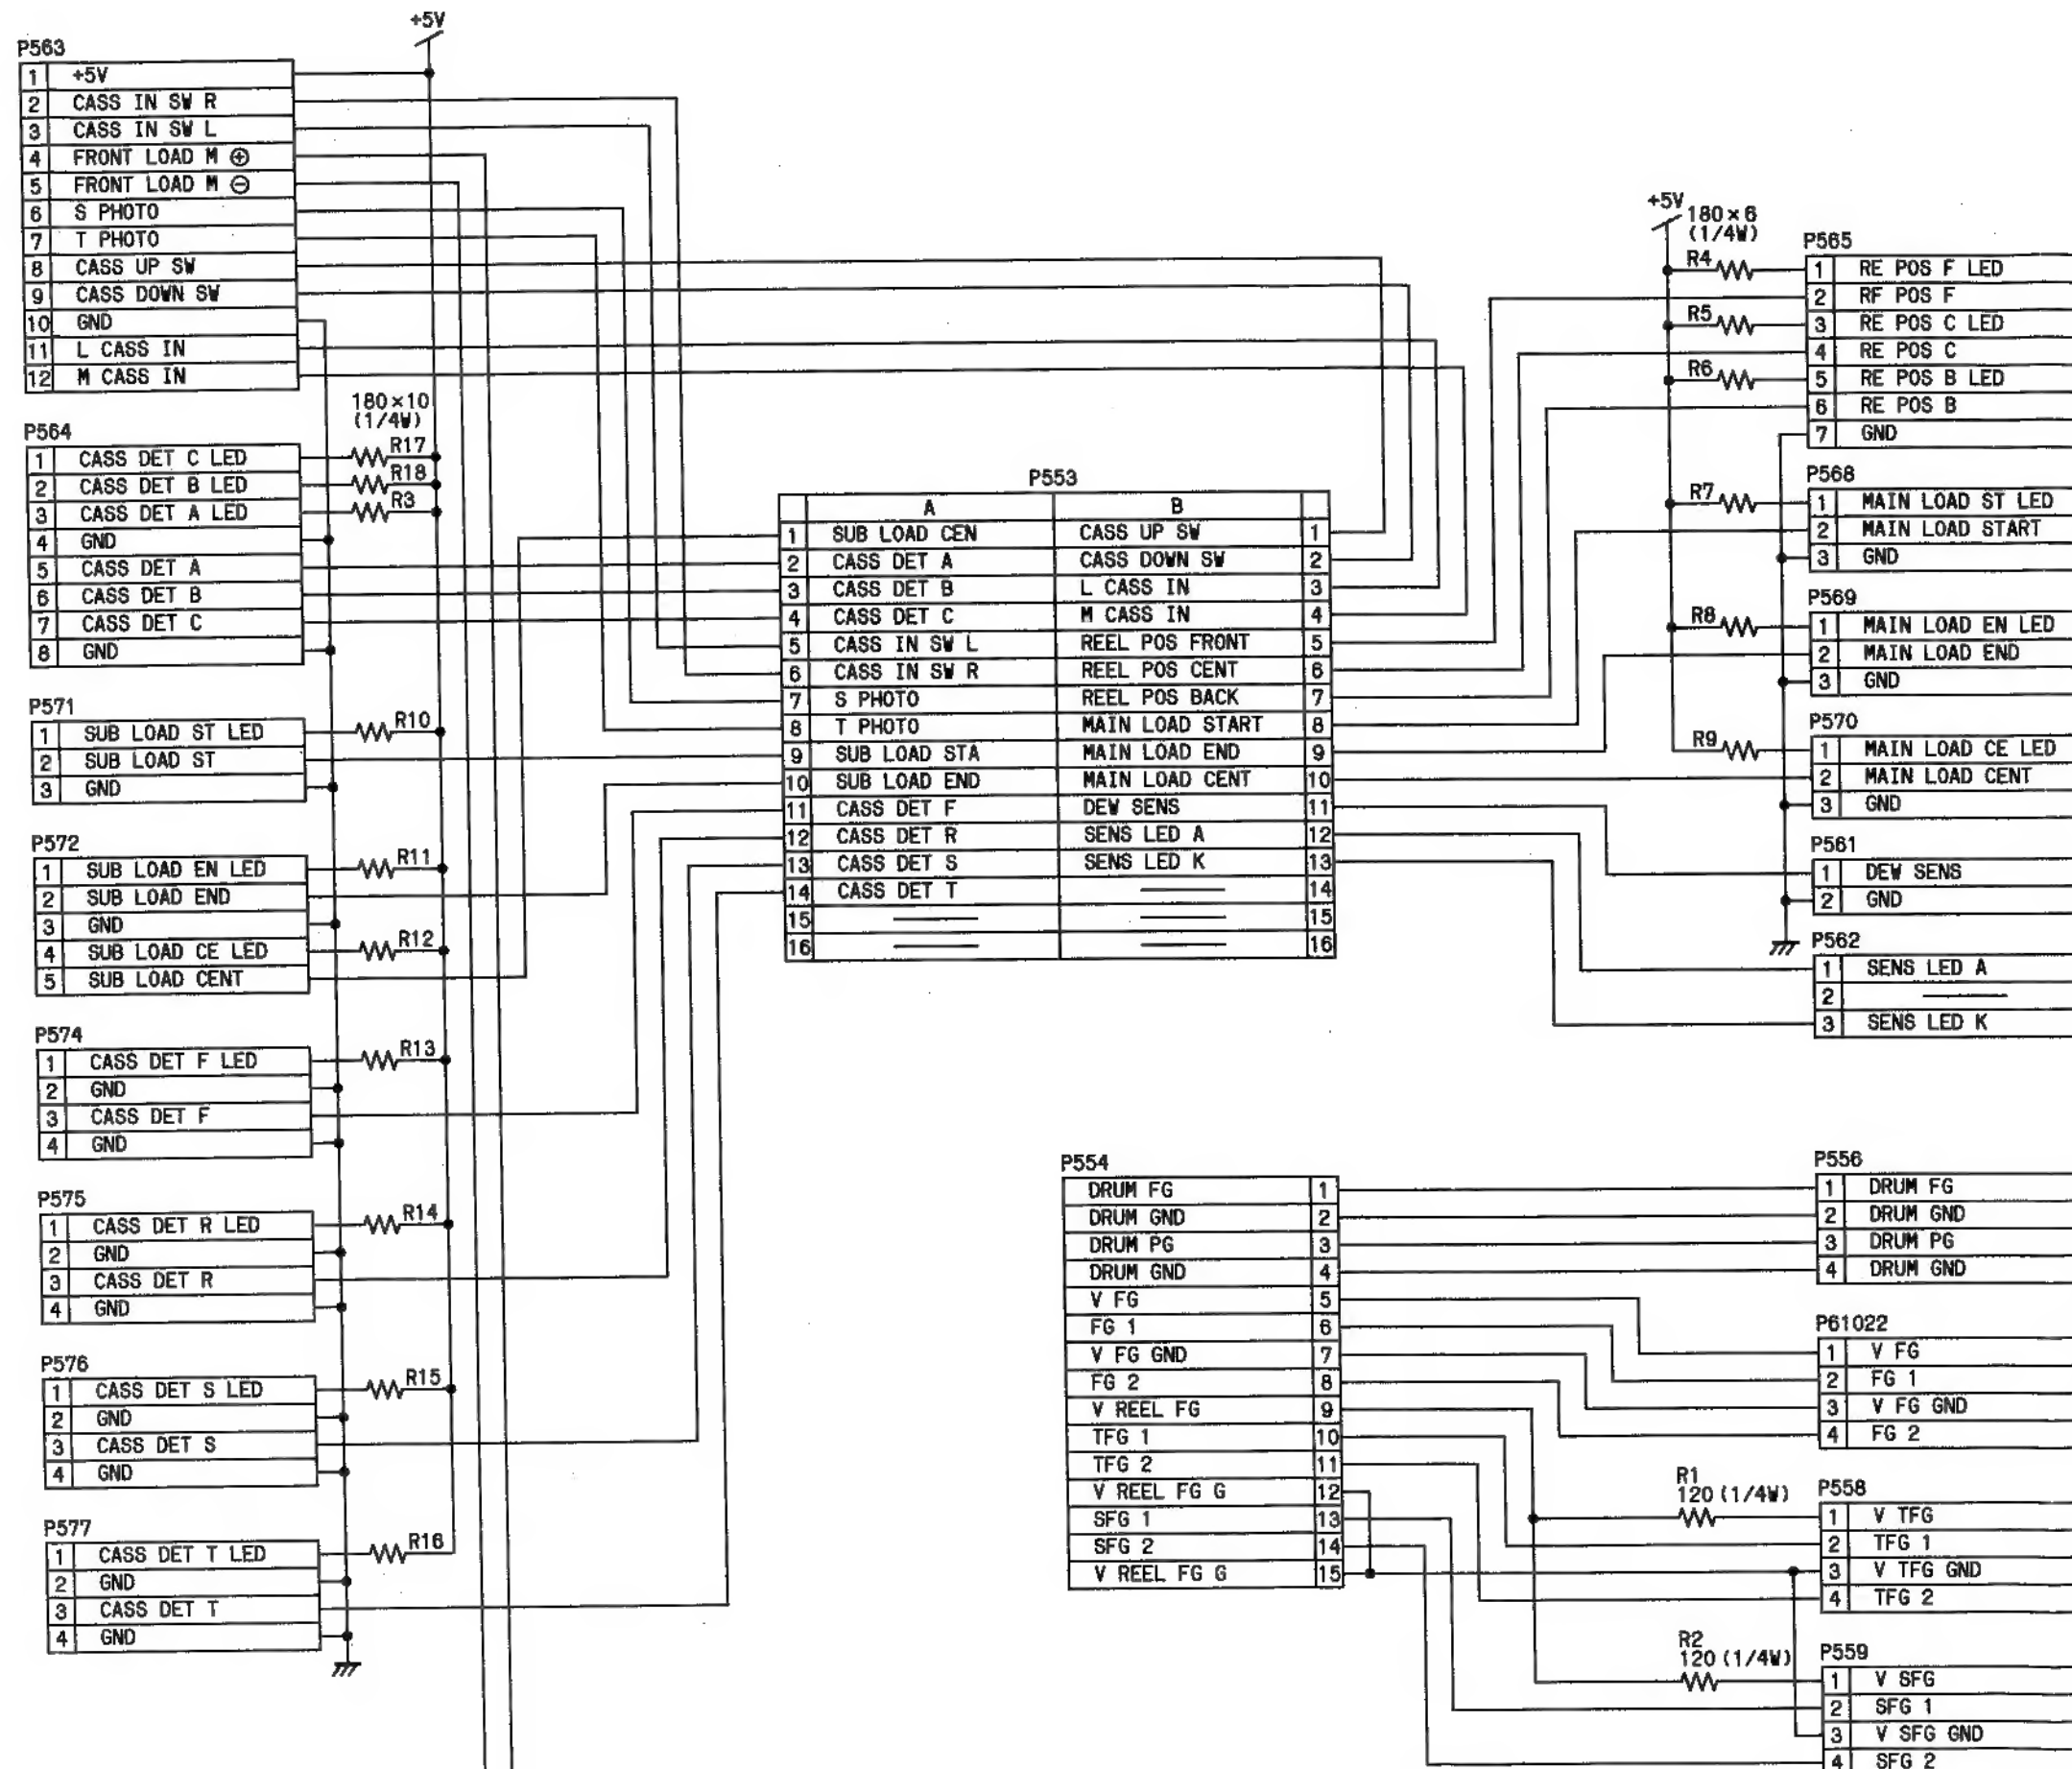 +5V
P563
1 +5V
2 CASS IN SW R
3 CASS IN SW L
4 FRONT LOAD M ⊕
5 FRONT LOAD M ⊖
6 S PHOTO
7 T PHOTO
8 CASS UP SW
9 CASS DOWN SW
10 GND
11 L CASS IN
12 M CASS IN
180×10
(1/4W)
P564
1 CASS DET C LED R17
2 CASS DET B LED R18
3 CASS DET A LED R3
4 GND
5 CASS DET A
6 CASS DET B
7 CASS DET C
8 GND
P571
1 SUB LOAD ST LED R10
2 SUB LOAD ST
3 GND
P572
1 SUB LOAD EN LED R11
2 SUB LOAD END
3 GND
4 SUB LOAD CE LED R12
5 SUB LOAD CENT
P574
1 CASS DET F LED R13
2 GND
3 CASS DET F
4 GND
P575
1 CASS DET R LED R14
2 GND
3 CASS DET R
4 GND
P576
1 CASS DET S LED R15
2 GND
3 CASS DET S
4 GND
P577
1 CASS DET T LED R16
2 GND
3 CASS DET T
4 GND
P553
A B
1 SUB LOAD CEN CASS UP SW 1
2 CASS DET A CASS DOWN SW 2
3 CASS DET B L CASS IN 3
4 CASS DET C M CASS IN 4
5 CASS IN SW L REEL POS FRONT 5
6 CASS IN SW R REEL POS CENT 6
7 S PHOTO REEL POS BACK 7
8 T PHOTO MAIN LOAD START 8
9 SUB LOAD STA MAIN LOAD END 9
10 SUB LOAD END MAIN LOAD CENT 10
11 CASS DET F DEW SENS 11
12 CASS DET R SENS LED A 12
13 CASS DET S SENS LED K 13
14 CASS DET T 14
15 15
16 16
+5V
180×6
(1/4W)
P565
R4 1 RE POS F LED
2 RF POS F
R5 3 RE POS C LED
4 RE POS C
R6 5 RE POS B LED
6 RE POS B
7 GND
P568
R7 1 MAIN LOAD ST LED
2 MAIN LOAD START
3 GND
P569
R8 1 MAIN LOAD EN LED
2 MAIN LOAD END
3 GND
P570
R9 1 MAIN LOAD CE LED
2 MAIN LOAD CENT
3 GND
P561
1 DEW SENS
2 GND
P562
1 SENS LED A
2
3 SENS LED K
P554
DRUM FG 1
DRUM GND 2
DRUM PG 3
DRUM GND 4
V FG 5
FG 1 6
V FG GND 7
FG 2 8
V REEL FG 9
TFG 1 10
TFG 2 11
V REEL FG G 12
SFG 1 13
SFG 2 14
V REEL FG G 15
P556
1 DRUM FG
2 DRUM GND
3 DRUM PG
4 DRUM GND
P61022
1 V FG
2 FG 1
3 V FG GND
4 FG 2
R1
120 (1/4W)
P558
1 V TFG
2 TFG 1
3 V TFG GND
4 TFG 2
R2
120 (1/4W)
P559
1 V SFG
2 SFG 1
3 V SFG GND
4 SFG 2